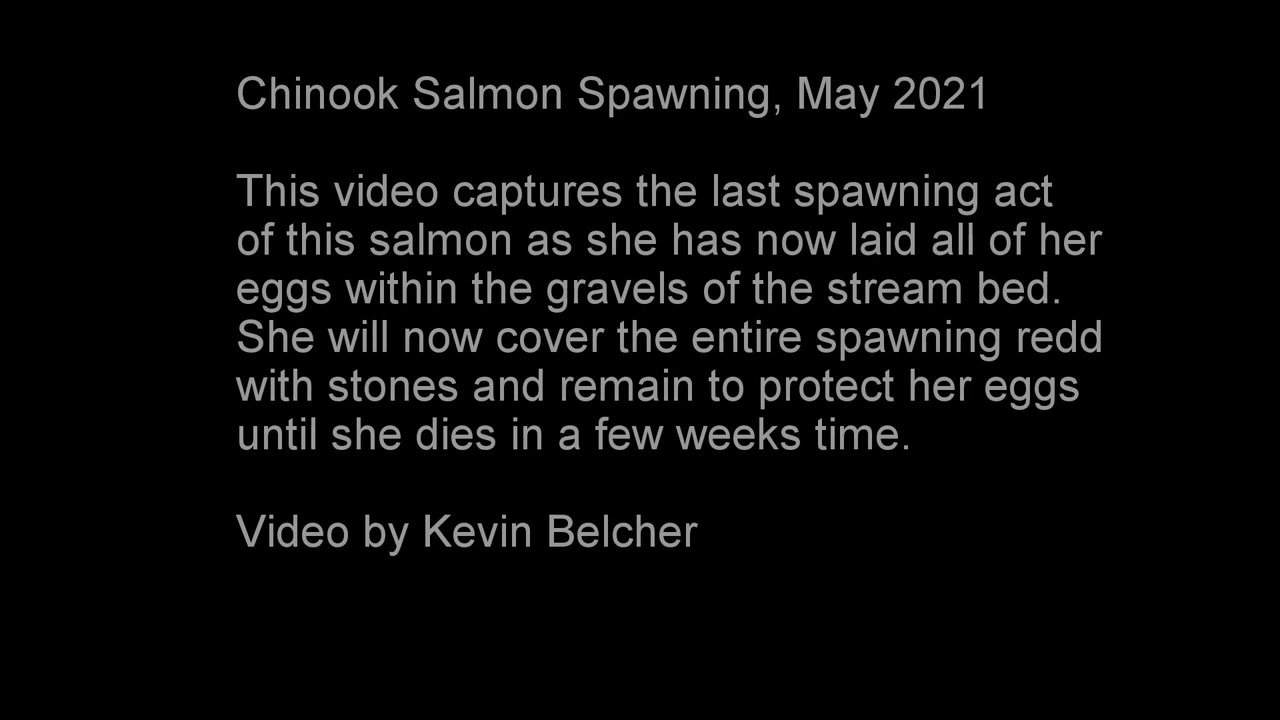 Chinook Salmon Spawning, May 2021
This video captures the last spawning act
of this salmon as she has now laid all of her
eggs within the gravels of the stream bed.
She will now cover the entire spawning redd
with stones and remain to protect her eggs
until she dies in a few weeks time.
Video by Kevin Belcher